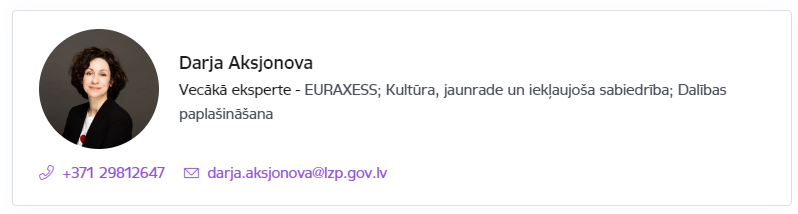 Darja Aksjonova
Vecākā eksperte - EURAXESS; Kultūra, jaunrade un iekļaujoša sabiedrība; Dalības
paplašināšana
+371 29812647 darja.aksjonova@lzp.gov.lv